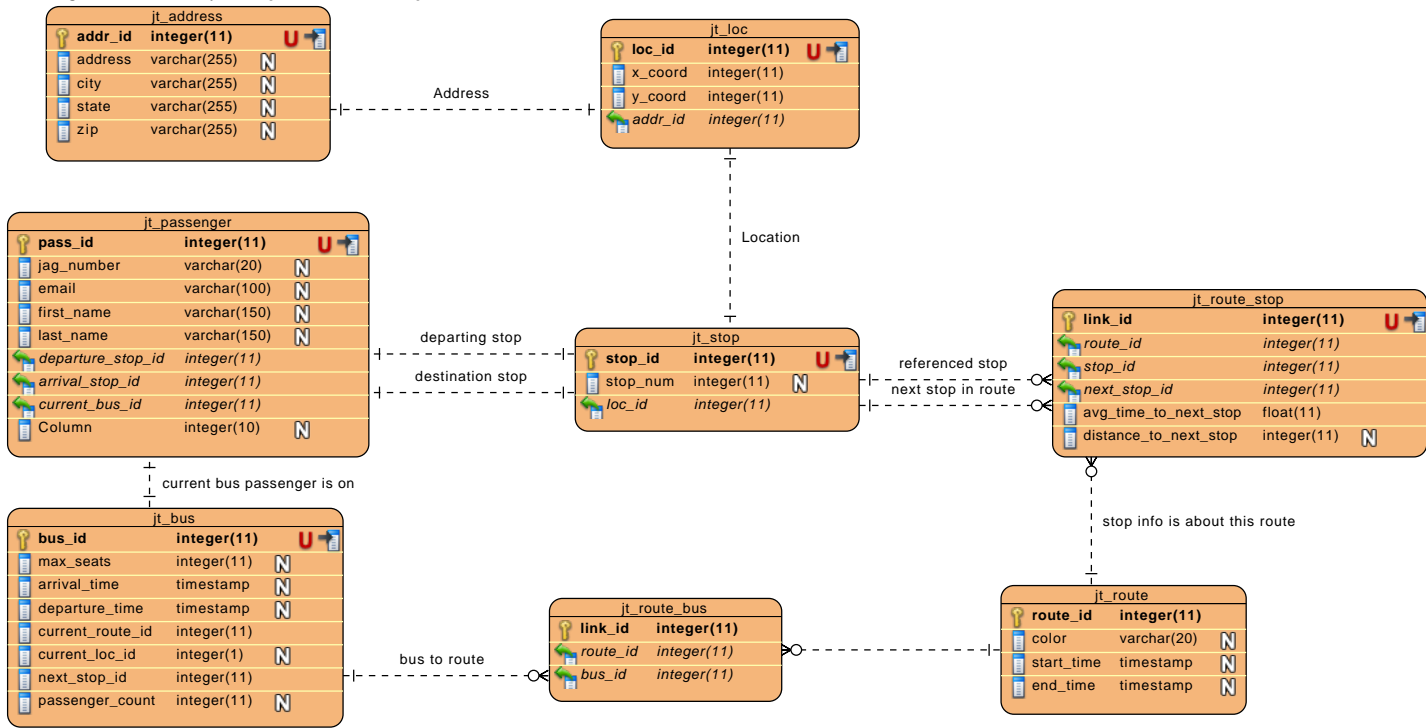 jt_address
addr_id integer(11) U
address varchar(255) N
city varchar(255) N
state varchar(255) N
zip varchar(255) N
Address
jt_loc
loc_id integer(11) U
x_coord integer(11)
y_coord integer(11)
addr_id integer(11)
Location
jt_passenger
pass_id integer(11) U
jag_number varchar(20) N
email varchar(100) N
first_name varchar(150) N
last_name varchar(150) N
departure_stop_id integer(11)
arrival_stop_id integer(11)
current_bus_id integer(11)
Column integer(10) N
departing stop
destination stop
jt_stop
stop_id integer(11) U
stop_num integer(11) N
loc_id integer(11)
referenced stop
next stop in route
jt_route_stop
link_id integer(11) U
route_id integer(11)
stop_id integer(11)
next_stop_id integer(11)
avg_time_to_next_stop float(11)
distance_to_next_stop integer(11) N
current bus passenger is on
stop info is about this route
jt_bus
bus_id integer(11) U
max_seats integer(11) N
arrival_time timestamp N
departure_time timestamp N
current_route_id integer(11)
current_loc_id integer(1) N
next_stop_id integer(11)
passenger_count integer(11) N
bus to route
jt_route_bus
link_id integer(11)
route_id integer(11)
bus_id integer(11)
jt_route
route_id integer(11)
color varchar(20) N
start_time timestamp N
end_time timestamp N